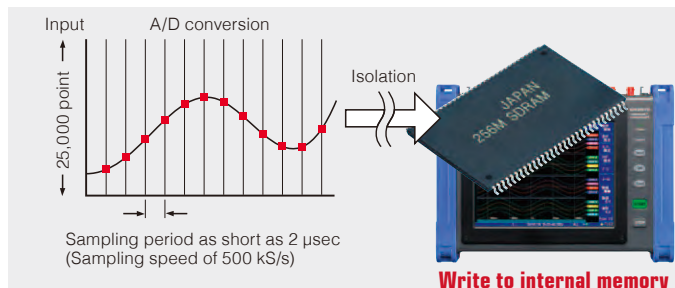 Input
A/D conversion
25,000 point
Isolation
JAPAN
256M SDRAM
Sampling period as short as 2 μsec
(Sampling speed of 500 kS/s)
Write to internal memory